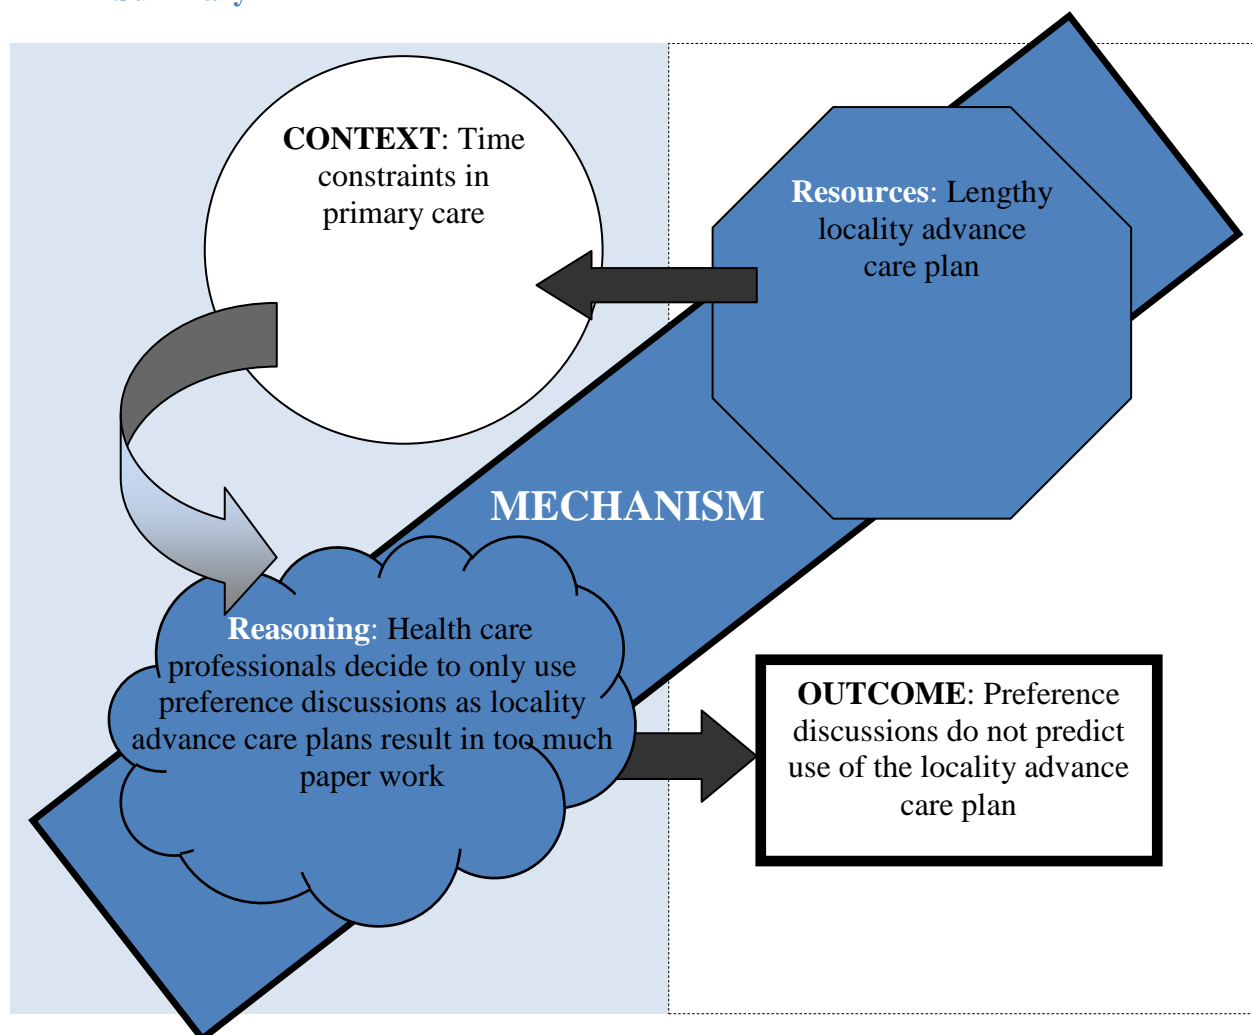 CONTEXT: Time
constraints in
primary care
Resources: Lengthy
locality advance
care plan
MECHANISM
Reasoning: Health care
professionals decide to only use
preference discussions as locality
advance care plans result in too much
paper work
OUTCOME: Preference
discussions do not predict
use of the locality advance
care plan